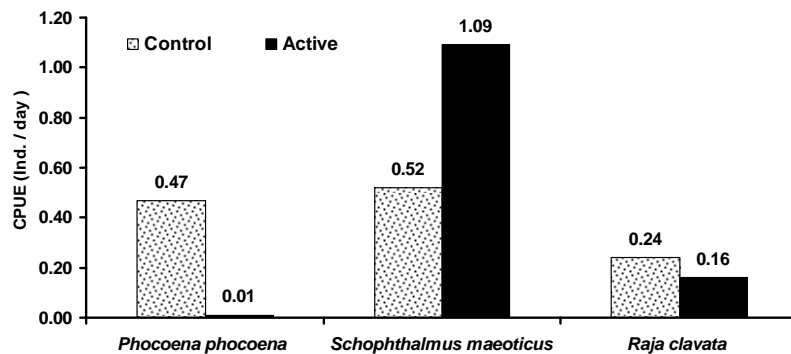 1.20
1.00
0.80
0.60
0.40
0.20
0.00
CPUE (Ind. / day)
Control
Active
0.47
0.01
0.52
1.09
0.24
0.16
Phocoena phocoena
Schophthalmus maeoticus
Raja clavata